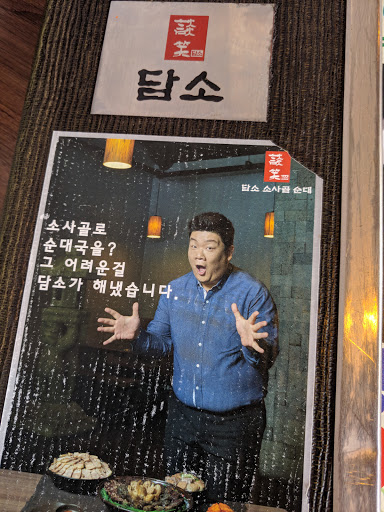 담소
담소 소사골 순대
소사골로
순대국을?
그 어려운걸
담소가 해냈습니다.